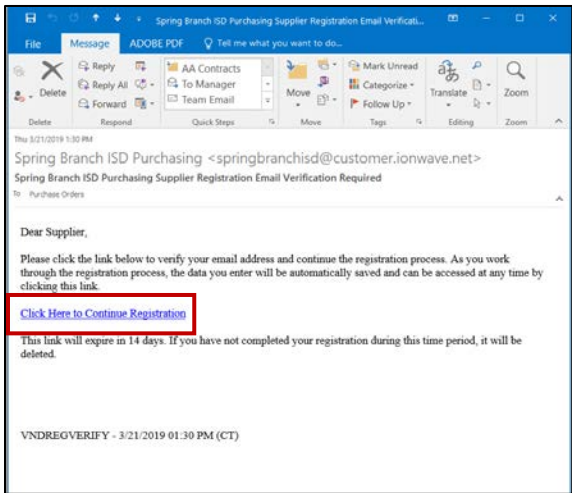 Spring Branch ISD Purchasing Supplier Registration Email Verificati...
File Message ADOBE PDF Tell me what you want to do...
Delete
Reply
Reply All
Forward
AA Contracts
To Manager
Team Email
Move
Mark Unread
Categorize
Follow Up
Translate
Zoom
Delete Respond Quick Steps Move Tags Editing Zoom
Thu 3/21/2019 1:30 PM
Spring Branch ISD Purchasing <springbranchisd@customer.ionwave.net>
Spring Branch ISD Purchasing Supplier Registration Email Verification Required
To Purchase Orders
Dear Supplier,
Please click the link below to verify your email address and continue the registration process. As you work
through the registration process, the data you enter will be automatically saved and can be accessed at any time by
clicking this link.
Click Here to Continue Registration
This link will expire in 14 days. If you have not completed your registration during this time period, it will be
deleted.
VNDREGVERIFY - 3/21/2019 01:30 PM (CT)